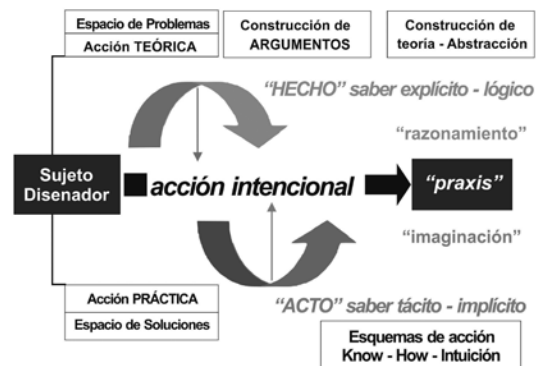 Espacio de Problemas
Acción TEÓRICA
Construcción de
ARGUMENTOS
Construcción de
teoría - Abstracción
“HECHO” saber explícito - lógico
“razonamiento”
Sujeto
Disenador
acción intencional
“praxis”
“imaginación”
Acción PRÁCTICA
Espacio de Soluciones
“ACTO” saber tácito - implícito
Esquemas de acción
Know - How - Intuición